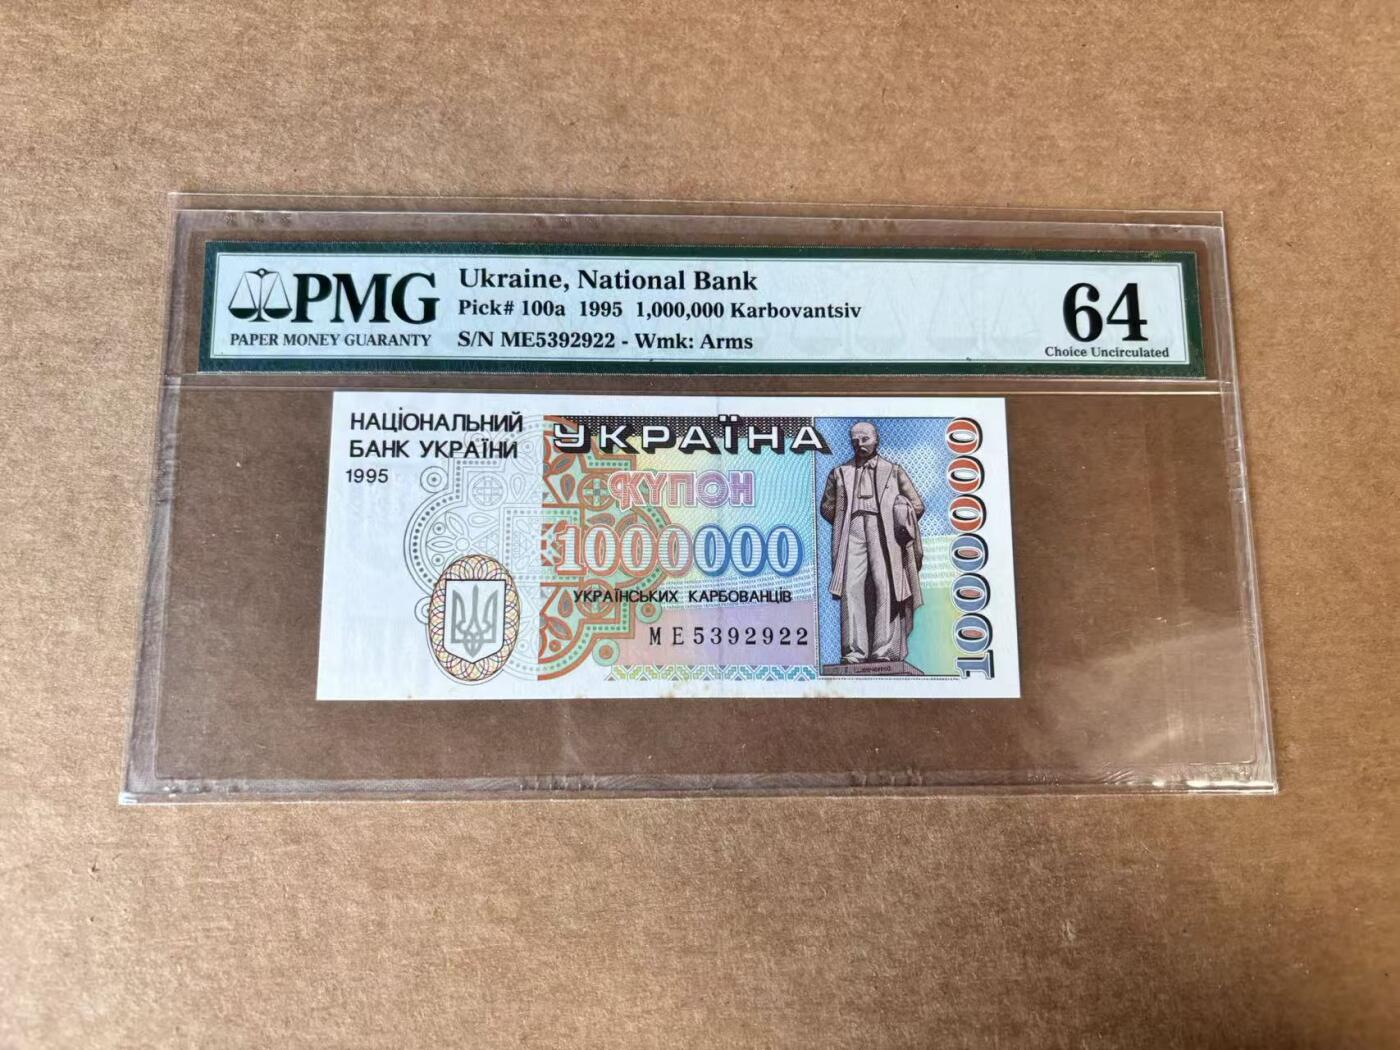 PMG
PAPER MONEY GUARANTY
Ukraine, National Bank
Pick# 100a 1995 1,000,000 Karbovantsiv
S/N ME5392922 - Wmk: Arms
64
Choice Uncirculated
НАЦІОНАЛЬНИЙ
БАНК УКРАЇНИ
1995
УКРАЇНА
КУПОН
1000000
УКРАЇНСЬКИХ КАРБОВАНЦІВ
МЕ5392922
1000000